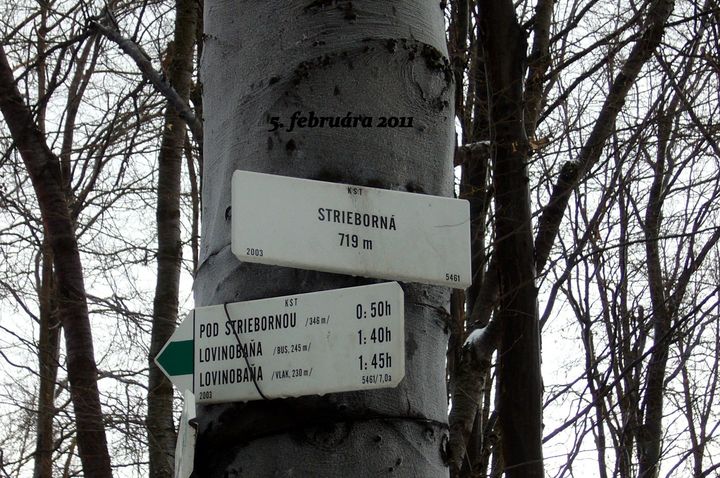 5. februára 2011
KST
STRIEBORNÁ
719 m
2003 5461
KST
POD STRIEBORNOU /346 m/ 0:50h
LOVINOBAŇA /BUS, 245 m/ 1:40h
LOVINOBAŇA /VLAK, 230 m/ 1:45h
2003 5461/7,0a